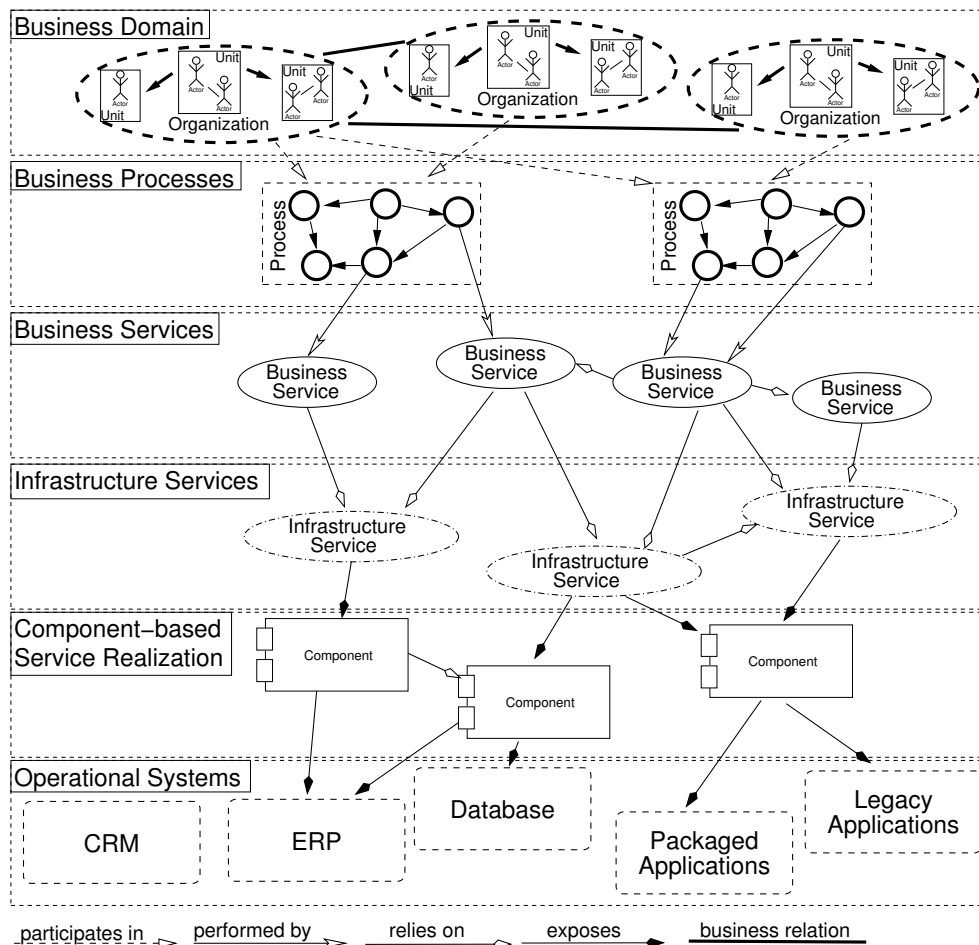 Business Domain
Unit
Unit
Actor
Actor
Actor
Unit
Actor
Actor
Organization
Unit
Unit
Actor
Actor
Actor
Unit
Actor
Actor
Organization
Unit
Unit
Actor
Actor
Actor
Unit
Actor
Actor
Organization
Business Processes
Process
Process
Business Services
Business
Service
Business
Service
Business
Service
Business
Service
Infrastructure Services
Infrastructure
Service
Infrastructure
Service
Infrastructure
Service
Component-based
Service Realization
Component
Component
Component
Operational Systems
CRM
ERP
Database
Packaged
Applications
Legacy
Applications
participates in
performed by
relies on
exposes
business relation